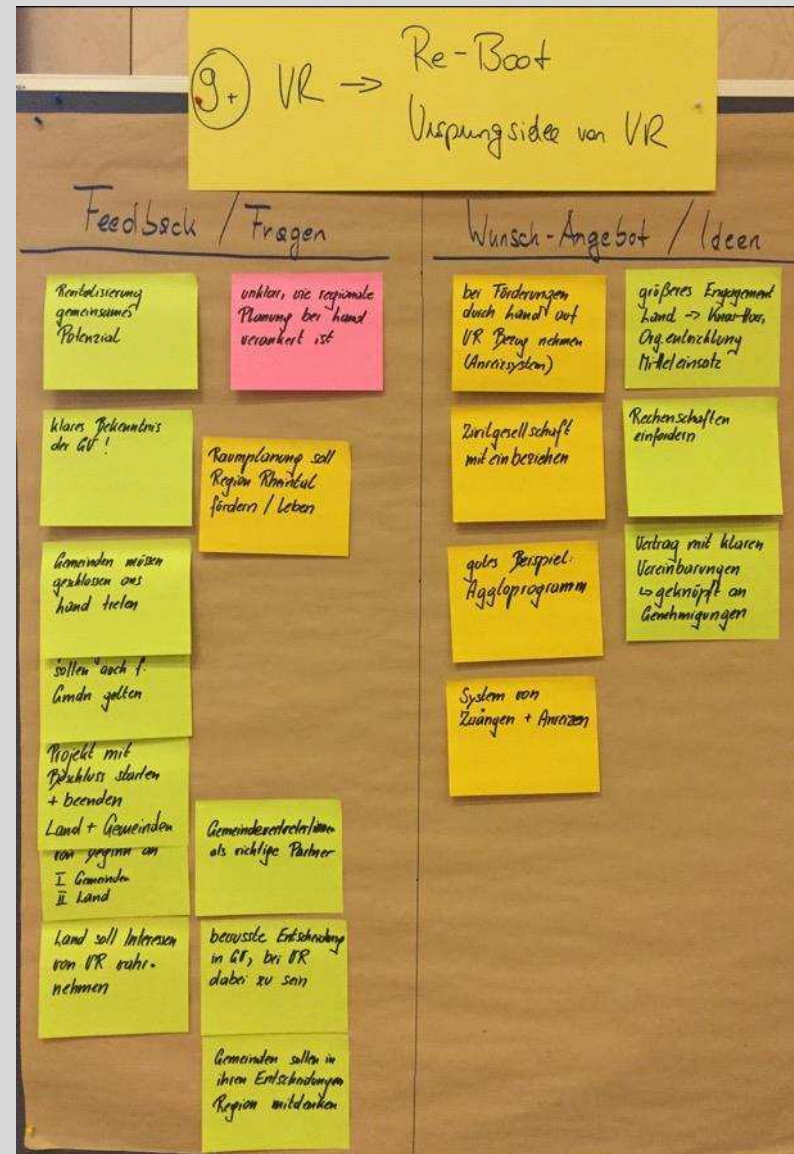 9+ VR → Re-Boot
Urspungsidee von VR
Feedback / Fragen
Revitalisierung
gemeinsames
Potenzial
unklar, wie regionale
Planung bei Land
verankert ist
klares Bekenntnis
der GV!
Raumplanung soll
Region Rheintal
fördern / Leben
Gemeinden müssen
geschlossen ans
Land treten
sollen auch f.
Gmdn gelten
Projekt mit
Beschluss starten
+ beenden
Land + Gemeinden
von Beginn an
I Gemeinden
II Land
Gemeindevertreter/innen
als richtige Partner
Land soll Interessen
von VR wahr-
nehmen
bewusste Entscheidung
in GV, bei VR
dabei zu sein
Gemeinden sollen in
ihren Entscheidungen
Region mitdenken
Wunsch-Angebot / Ideen
bei Förderungen
durch Land auf
VR Bezug nehmen
(Anreizsystem)
größeres Engagement
Land → Know-How,
Org.entwicklung
Mitteleinsatz
Zivilgesellschaft
mit einbeziehen
Rechenschaften
einfordern
gutes Beispiel:
Aggloprogramm
Vertrag mit klaren
Vereinbarungen
↳ geknüpft an
Genehmigungen
System von
Zwängen + Anreizen